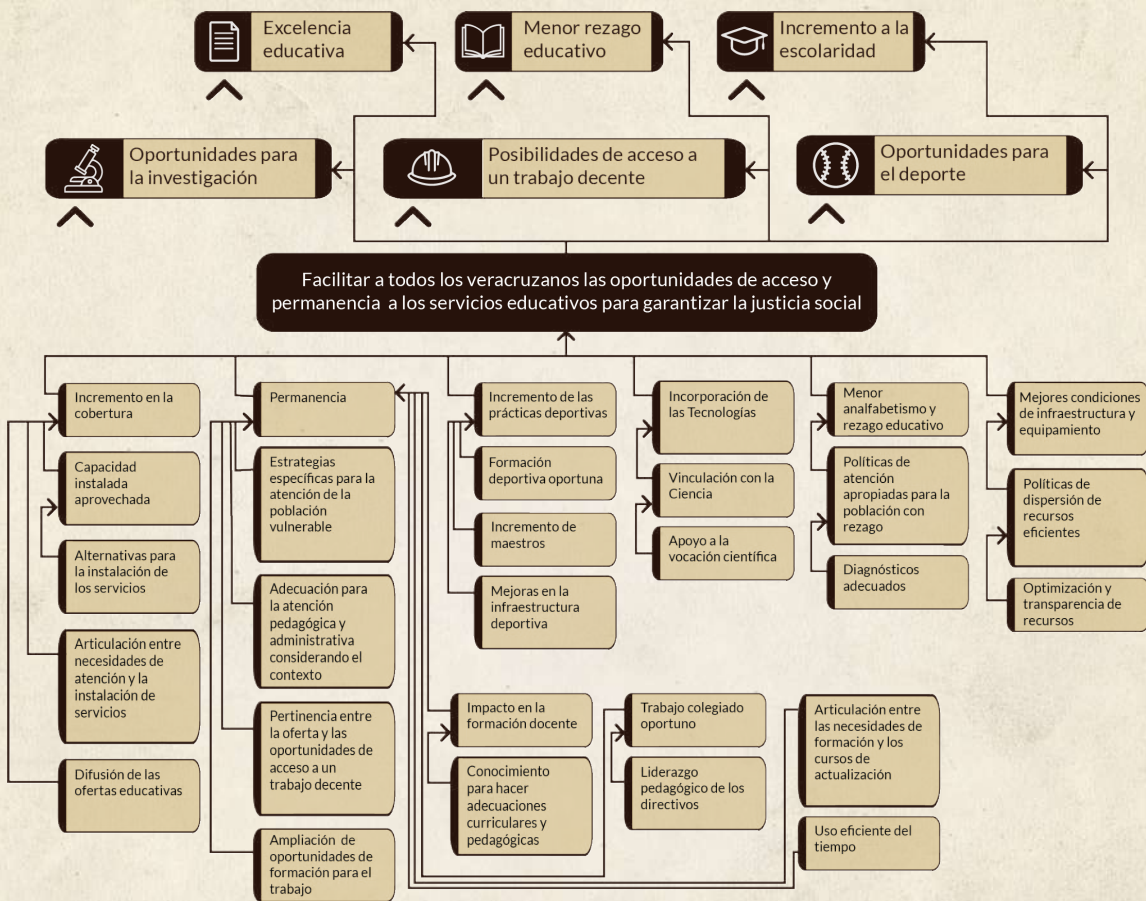 Excelencia
educativa
Menor rezago
educativo
Incremento a la
escolaridad
Oportunidades para
la investigación
Posibilidades de acceso a
un trabajo decente
Oportunidades para
el deporte
Facilitar a todos los veracruzanos las oportunidades de acceso y
permanencia a los servicios educativos para garantizar la justicia social
Incremento en la
cobertura
Capacidad
instalada
aprovechada
Alternativas para
la instalación de
los servicios
Articulación entre
necesidades de
atención y la
instalación de
servicios
Difusión de las
ofertas educativas
Permanencia
Estrategias
específicas para la
atención de la
población
vulnerable
Adecuación para
la atención
pedagógica y
administrativa
considerando el
contexto
Pertinencia entre
la oferta y las
oportunidades de
acceso a un
trabajo decente
Ampliación de
oportunidades de
formación para el
trabajo
Incremento de las
prácticas deportivas
Formación
deportiva oportuna
Incremento de
maestros
Mejoras en la
infraestructura
deportiva
Incorporación de
las Tecnologías
Vinculación con la
Ciencia
Apoyo a la
vocación científica
Menor
analfabetismo y
rezago educativo
Políticas de
atención
apropiadas para la
población con
rezago
Diagnósticos
adecuados
Mejores condiciones
de infraestructura y
equipamiento
Políticas de
dispersión de
recursos
eficientes
Optimización y
transparencia de
recursos
Impacto en la
formación docente
Conocimiento
para hacer
adecuaciones
curriculares y
pedagógicas
Trabajo colegiado
oportuno
Liderazgo
pedagógico de los
directivos
Articulación entre
las necesidades de
formación y los
cursos de
actualización
Uso eficiente del
tiempo